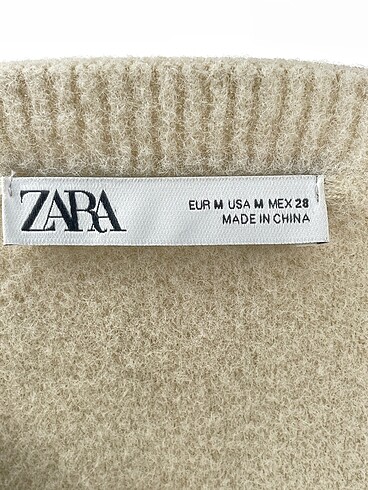 ZARA
EUR M USA M MEX 28
MADE IN CHINA